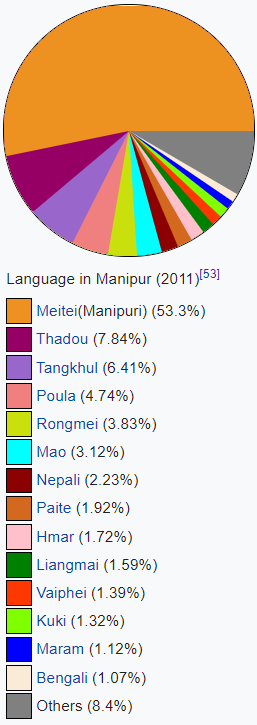 Language in Manipur (2011)[53]
Meitei(Manipuri) (53.3%)
Thadou (7.84%)
Tangkhul (6.41%)
Poula (4.74%)
Rongmei (3.83%)
Mao (3.12%)
Nepali (2.23%)
Paite (1.92%)
Hmar (1.72%)
Liangmai (1.59%)
Vaiphei (1.39%)
Kuki (1.32%)
Maram (1.12%)
Bengali (1.07%)
Others (8.4%)